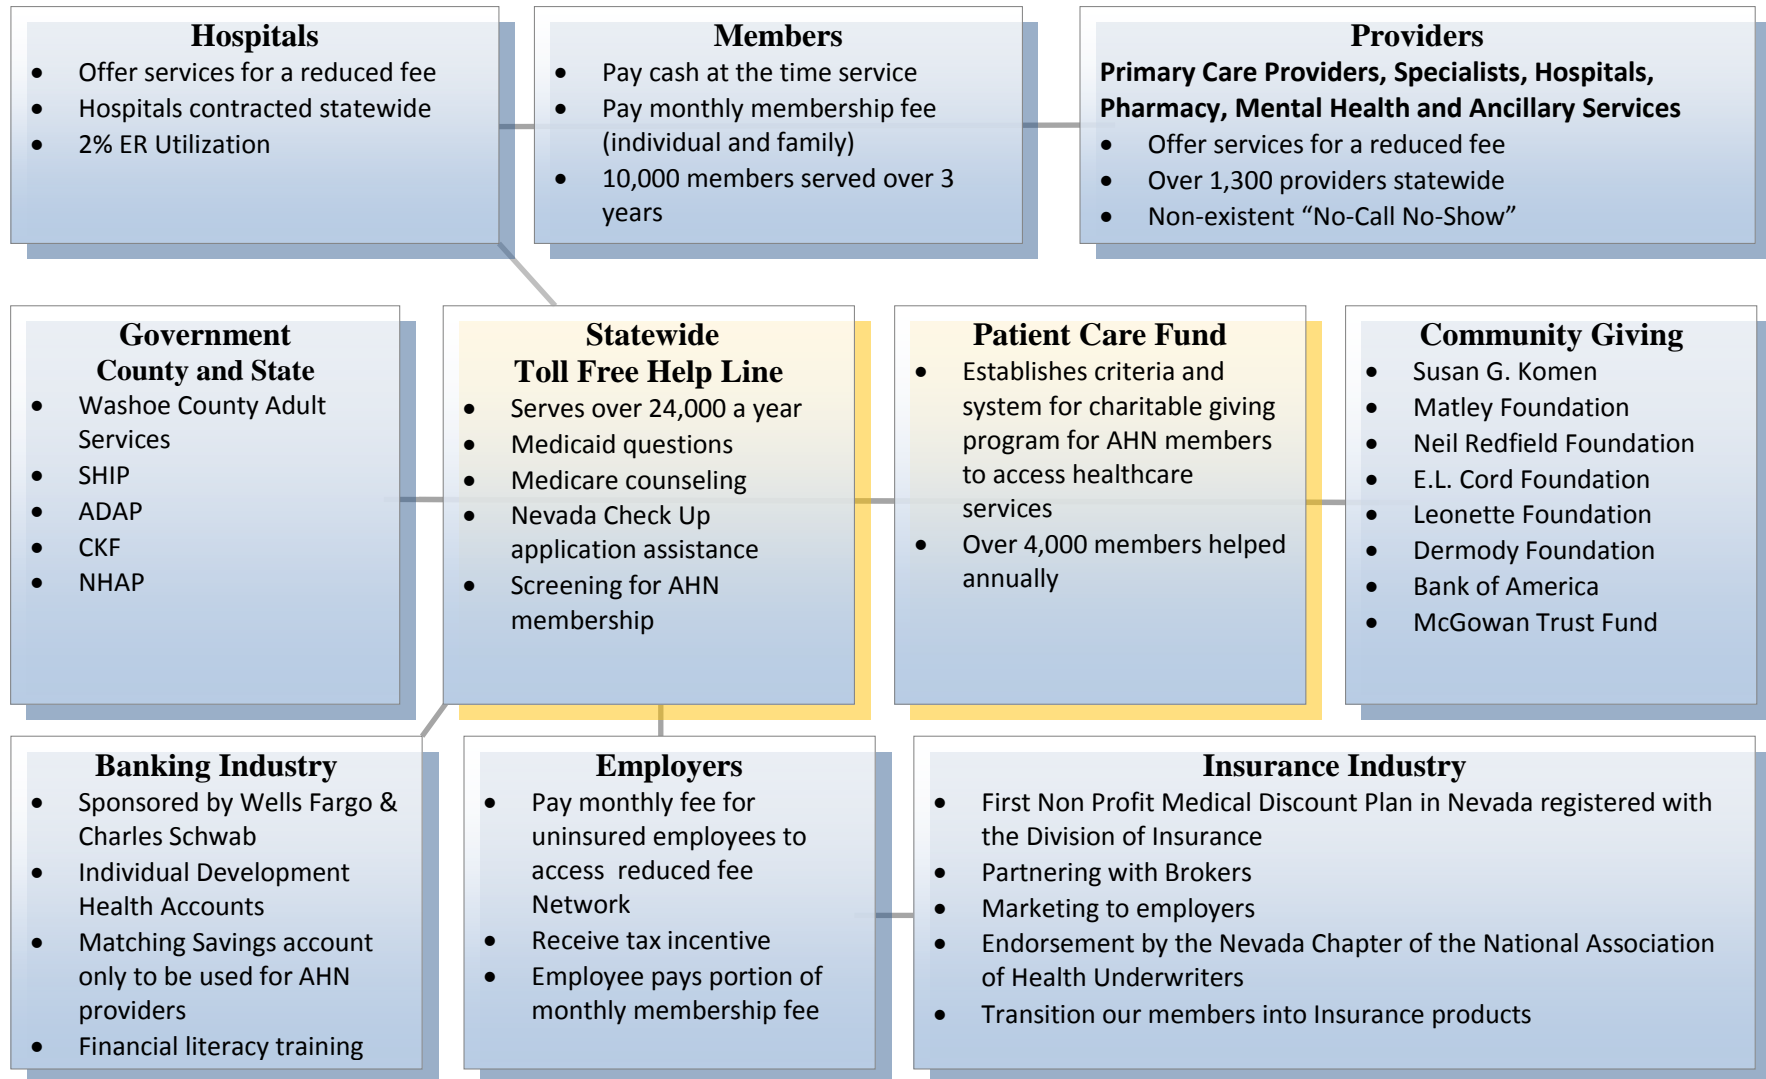 Hospitals
• Offer services for a reduced fee
• Hospitals contracted statewide
• 2% ER Utilization
Members
• Pay cash at the time service
• Pay monthly membership fee
(individual and family)
• 10,000 members served over 3
years
Providers
Primary Care Providers, Specialists, Hospitals,
Pharmacy, Mental Health and Ancillary Services
• Offer services for a reduced fee
• Over 1,300 providers statewide
• Non-existent “No-Call No-Show”
Government
County and State
• Washoe County Adult
Services
• SHIP
• ADAP
• CKF
• NHAP
Statewide
Toll Free Help Line
• Serves over 24,000 a year
• Medicaid questions
• Medicare counseling
• Nevada Check Up
application assistance
• Screening for AHN
membership
Patient Care Fund
• Establishes criteria and
system for charitable giving
program for AHN members
to access healthcare
services
• Over 4,000 members helped
annually
Community Giving
• Susan G. Komen
• Matley Foundation
• Neil Redfield Foundation
• E.L. Cord Foundation
• Leonette Foundation
• Dermody Foundation
• Bank of America
• McGowan Trust Fund
Banking Industry
• Sponsored by Wells Fargo &
Charles Schwab
• Individual Development
Health Accounts
• Matching Savings account
only to be used for AHN
providers
• Financial literacy training
Employers
• Pay monthly fee for
uninsured employees to
access reduced fee
Network
• Receive tax incentive
• Employee pays portion of
monthly membership fee
Insurance Industry
• First Non Profit Medical Discount Plan in Nevada registered with
the Division of Insurance
• Partnering with Brokers
• Marketing to employers
• Endorsement by the Nevada Chapter of the National Association
of Health Underwriters
• Transition our members into Insurance products